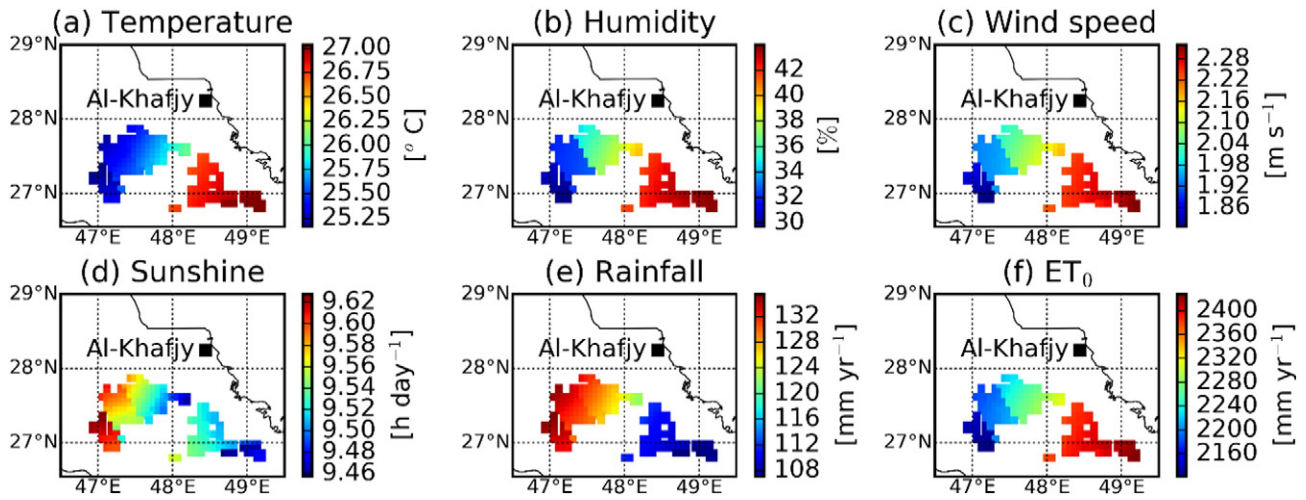 (a) Temperature
29°N
28°N
27°N
47°E 48°E 49°E
Al-Khafjy
27.00
26.75
26.50
26.25
26.00
25.75
25.50
25.25
[° C]
(b) Humidity
29°N
28°N
27°N
47°E 48°E 49°E
Al-Khafjy
42
40
38
36
34
32
30
[%]
(c) Wind speed
29°N
28°N
27°N
47°E 48°E 49°E
Al-Khafjy
2.28
2.22
2.16
2.10
2.04
1.98
1.92
1.86
[m s⁻¹]
(d) Sunshine
29°N
28°N
27°N
47°E 48°E 49°E
Al-Khafjy
9.62
9.60
9.58
9.56
9.54
9.52
9.50
9.48
9.46
[h day⁻¹]
(e) Rainfall
29°N
28°N
27°N
47°E 48°E 49°E
Al-Khafjy
132
128
124
120
116
112
108
[mm yr⁻¹]
(f) ET₀
29°N
28°N
27°N
47°E 48°E 49°E
Al-Khafjy
2400
2360
2320
2280
2240
2200
2160
[mm yr⁻¹]